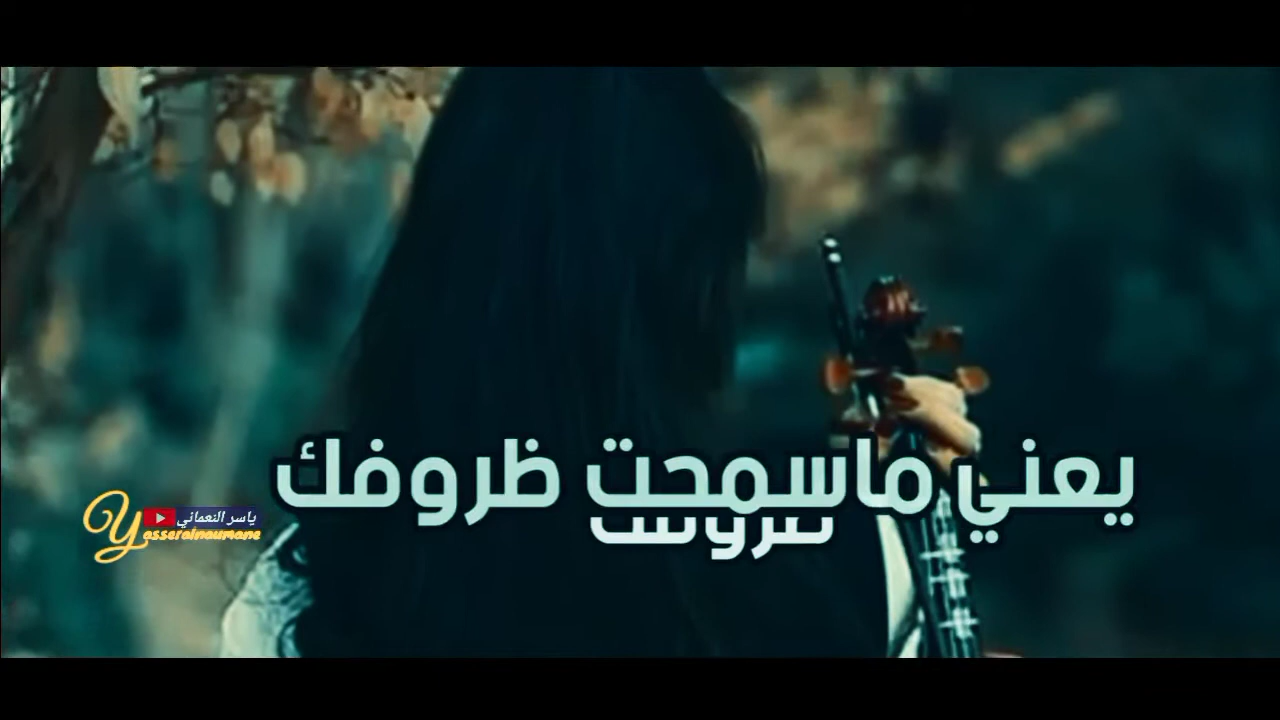 يعني ماسمحت ظروفك
ياسر النعماني
Yasseralnoumane